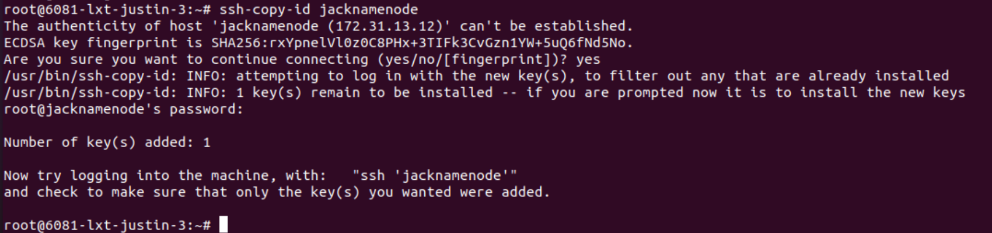 root@6081-lxt-justin-3:~# ssh-copy-id jacknamenode
The authenticity of host 'jacknamenode (172.31.13.12)' can't be established.
ECDSA key fingerprint is SHA256:rxYpnelVl0z0C8PHx+3TIFk3CvGzn1YW+5uQ6fNd5No.
Are you sure you want to continue connecting (yes/no/[fingerprint])? yes
/usr/bin/ssh-copy-id: INFO: attempting to log in with the new key(s), to filter out any that are already installed
/usr/bin/ssh-copy-id: INFO: 1 key(s) remain to be installed -- if you are prompted now it is to install the new keys
root@jacknamenode's password:
Number of key(s) added: 1
Now try logging into the machine, with:   "ssh 'jacknamenode'"
and check to make sure that only the key(s) you wanted were added.
root@6081-lxt-justin-3:~#